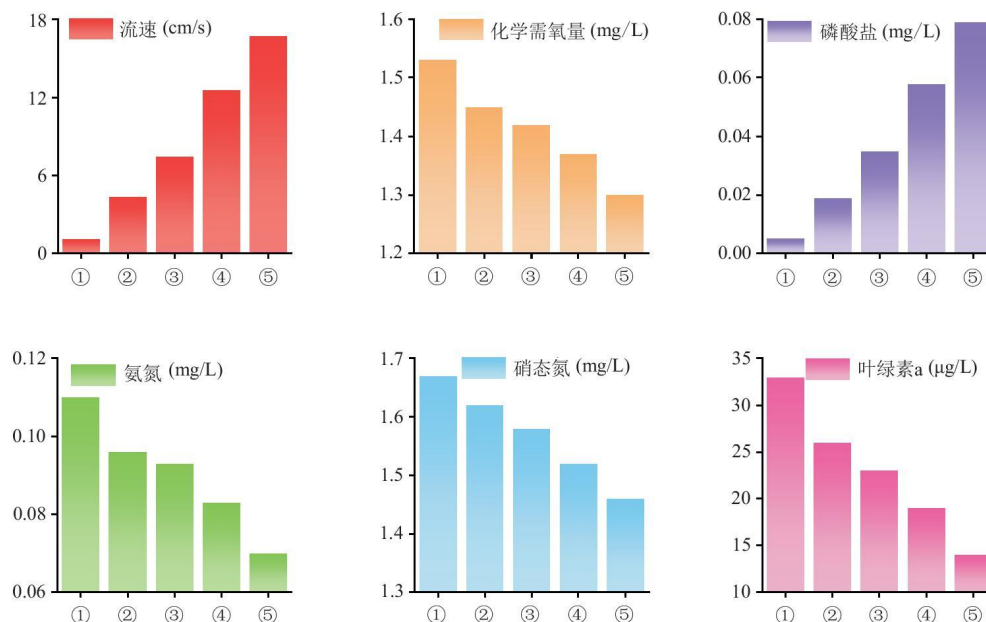 流速 (cm/s)
18
12
6
0
① ② ③ ④ ⑤
化学需氧量 (mg/L)
1.6
1.5
1.4
1.3
1.2
① ② ③ ④ ⑤
磷酸盐 (mg/L)
0.08
0.06
0.04
0.02
0.00
① ② ③ ④ ⑤
氨氮 (mg/L)
0.12
0.10
0.08
0.06
① ② ③ ④ ⑤
硝态氮 (mg/L)
1.7
1.6
1.5
1.4
1.3
① ② ③ ④ ⑤
叶绿素a (μg/L)
35
30
25
20
15
10
① ② ③ ④ ⑤